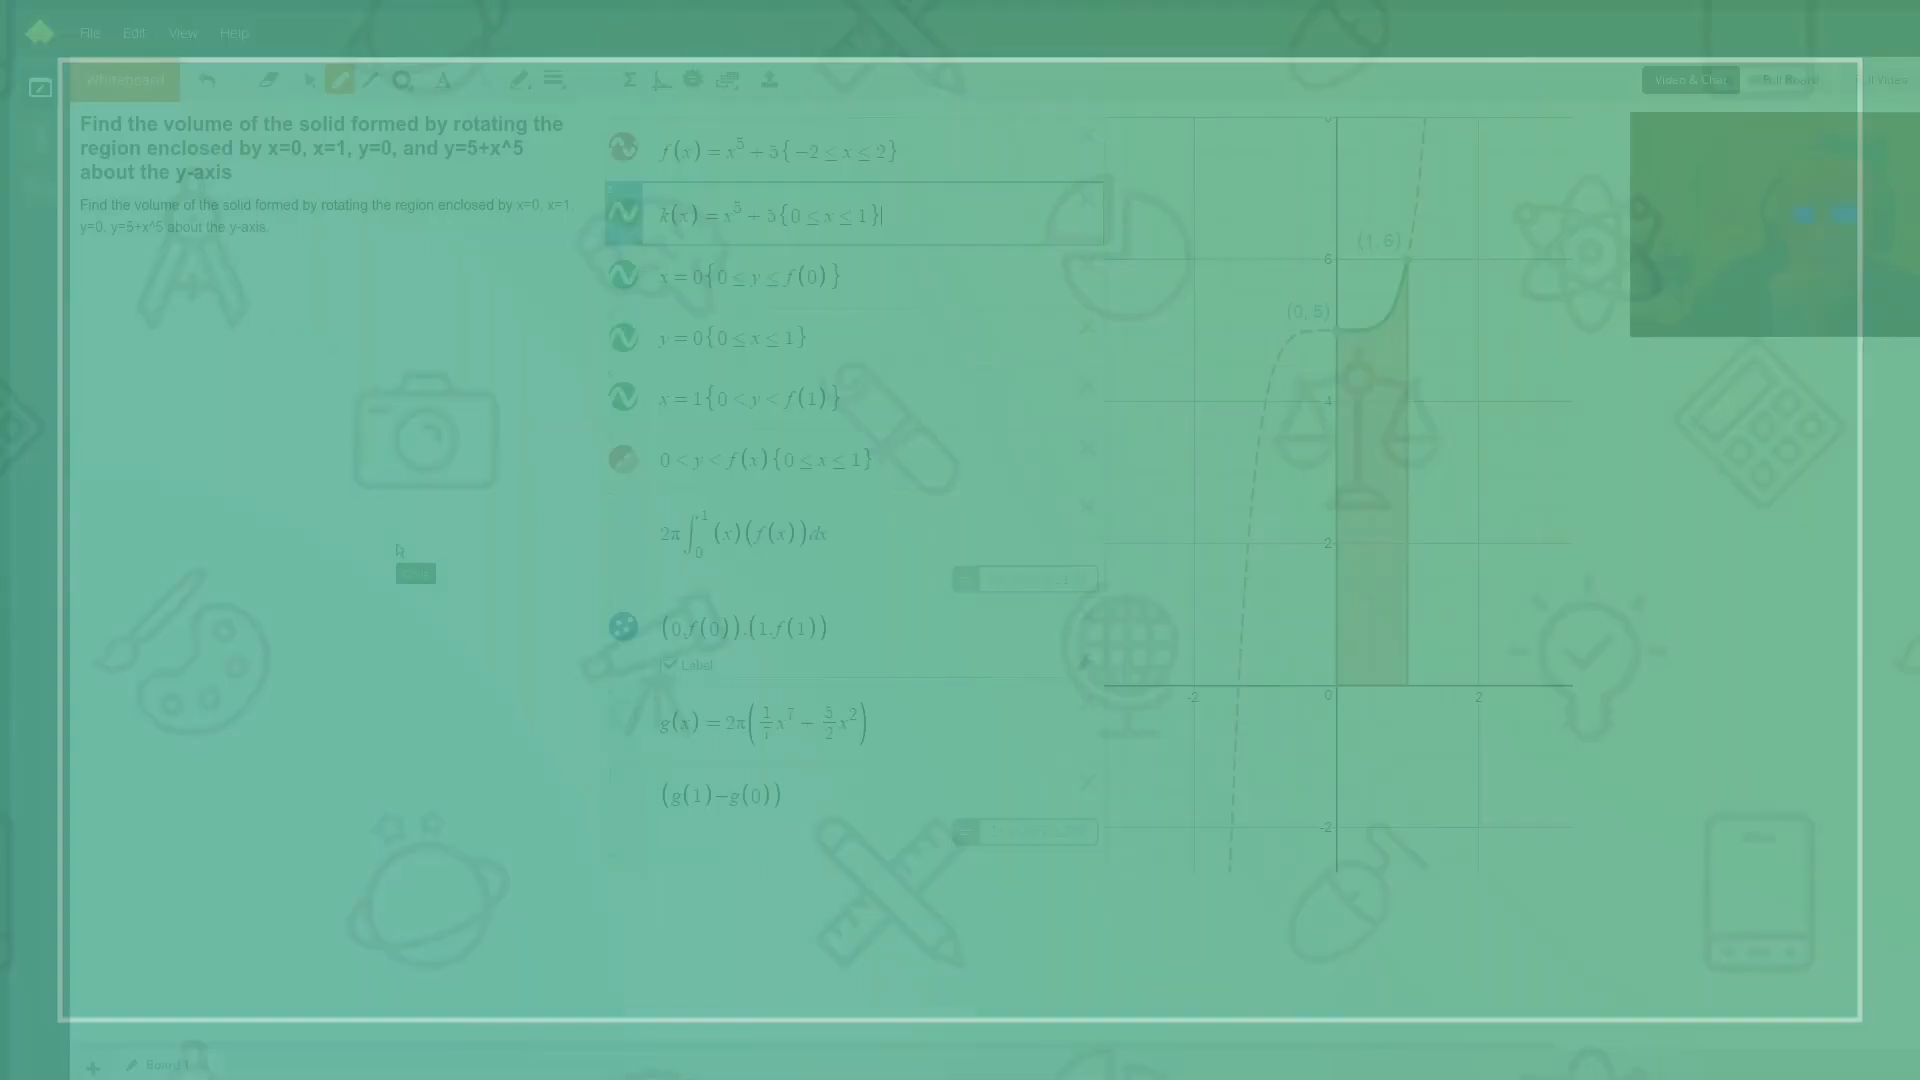 File Edit View Help
Whiteboard
Video & Chat Full Board Full Video
Find the volume of the solid formed by rotating the
region enclosed by x=0, x=1, y=0, and y=5+x^5
about the y-axis
Find the volume of the solid formed by rotating the region enclosed by x=0, x=1,
y=0, y=5+x^5 about the y-axis.
f(x) = x^5 + 5{-2 ≤ x ≤ 2}
k(x) = x^5 + 5{0 ≤ x ≤ 1}
x = 0{0 ≤ y ≤ f(0)}
y = 0{0 ≤ x ≤ 1}
x = 1{0 < y < f(1)}
0 < y < f(x){0 ≤ x ≤ 1}
2π∫_0^1 (x)(f(x))dx
(0,f(0)),(1,f(1))
Label
g(x) = 2π(1/7 x^7 + 5/2 x^2)
(g(1)−g(0))
(1, 6)
6
(0, 5)
4
2
-2 0 2
-2
Board 1